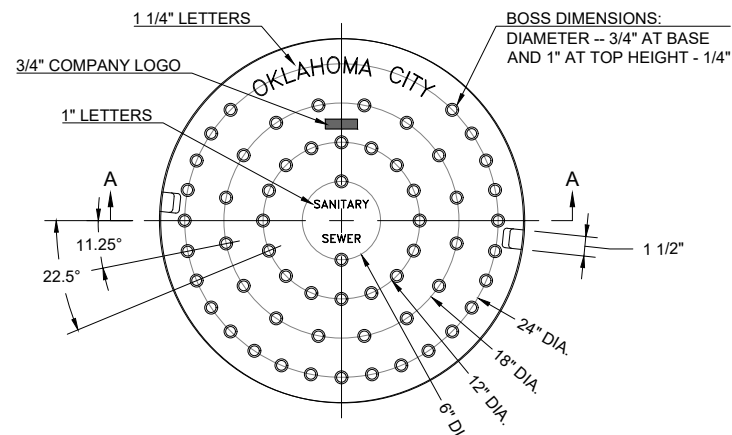 1 1/4" LETTERS
BOSS DIMENSIONS:
DIAMETER -- 3/4" AT BASE
AND 1" AT TOP HEIGHT - 1/4"
3/4" COMPANY LOGO
OKLAHOMA CITY
1" LETTERS
A
A
SANITARY
SEWER
11.25°
22.5°
1 1/2"
24" DIA.
18" DIA.
12" DIA.
6"